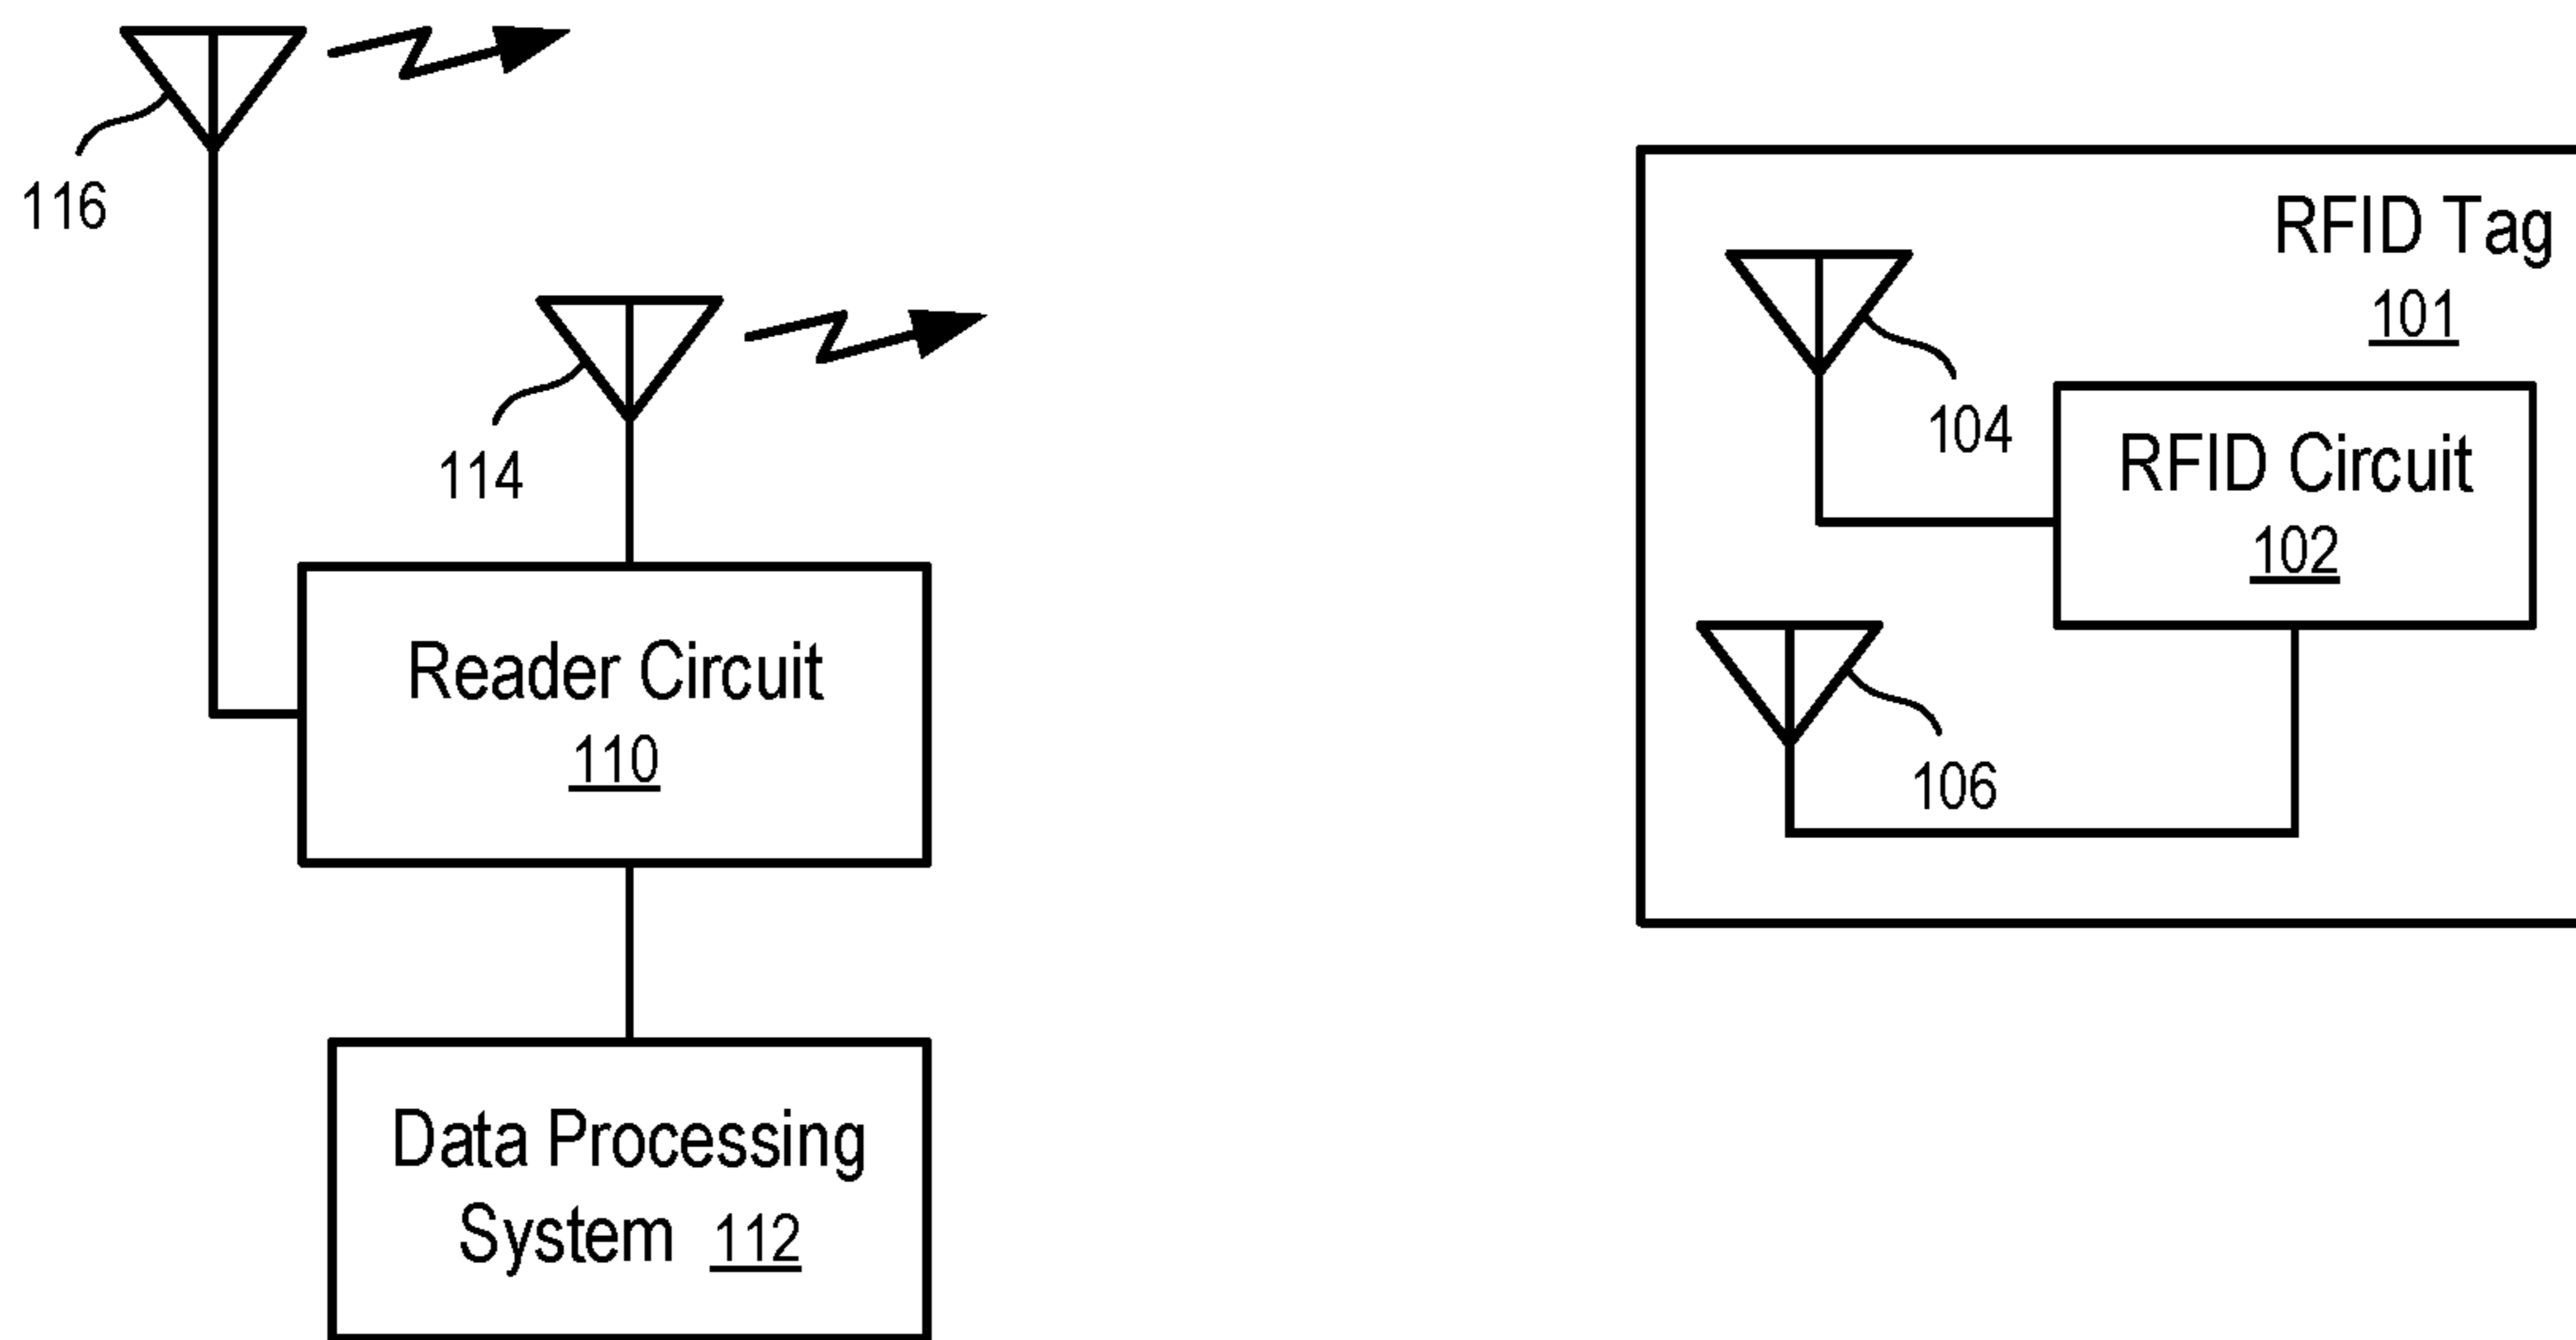 116
114
Reader Circuit
110
Data Processing
System 112
RFID Tag
101
104
RFID Circuit
102
106